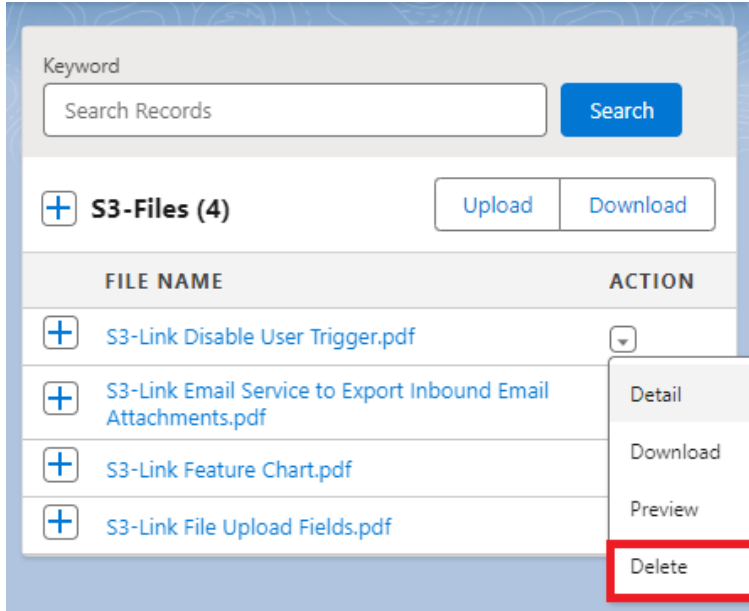 Keyword
Search Records
Search
S3-Files (4)
Upload
Download
FILE NAME
ACTION
S3-Link Disable User Trigger.pdf
S3-Link Email Service to Export Inbound Email
Attachments.pdf
S3-Link Feature Chart.pdf
S3-Link File Upload Fields.pdf
Detail
Download
Preview
Delete